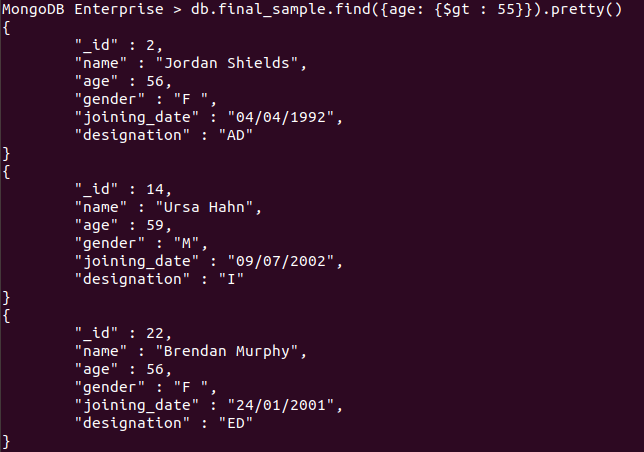 MongoDB Enterprise > db.final_sample.find({age: {$gt : 55}}).pretty()
{
        "_id" : 2,
        "name" : "Jordan Shields",
        "age" : 56,
        "gender" : "F ",
        "joining_date" : "04/04/1992",
        "designation" : "AD"
}
{
        "_id" : 14,
        "name" : "Ursa Hahn",
        "age" : 59,
        "gender" : "M",
        "joining_date" : "09/07/2002",
        "designation" : "I"
}
{
        "_id" : 22,
        "name" : "Brendan Murphy",
        "age" : 56,
        "gender" : "F ",
        "joining_date" : "24/01/2001",
        "designation" : "ED"
}